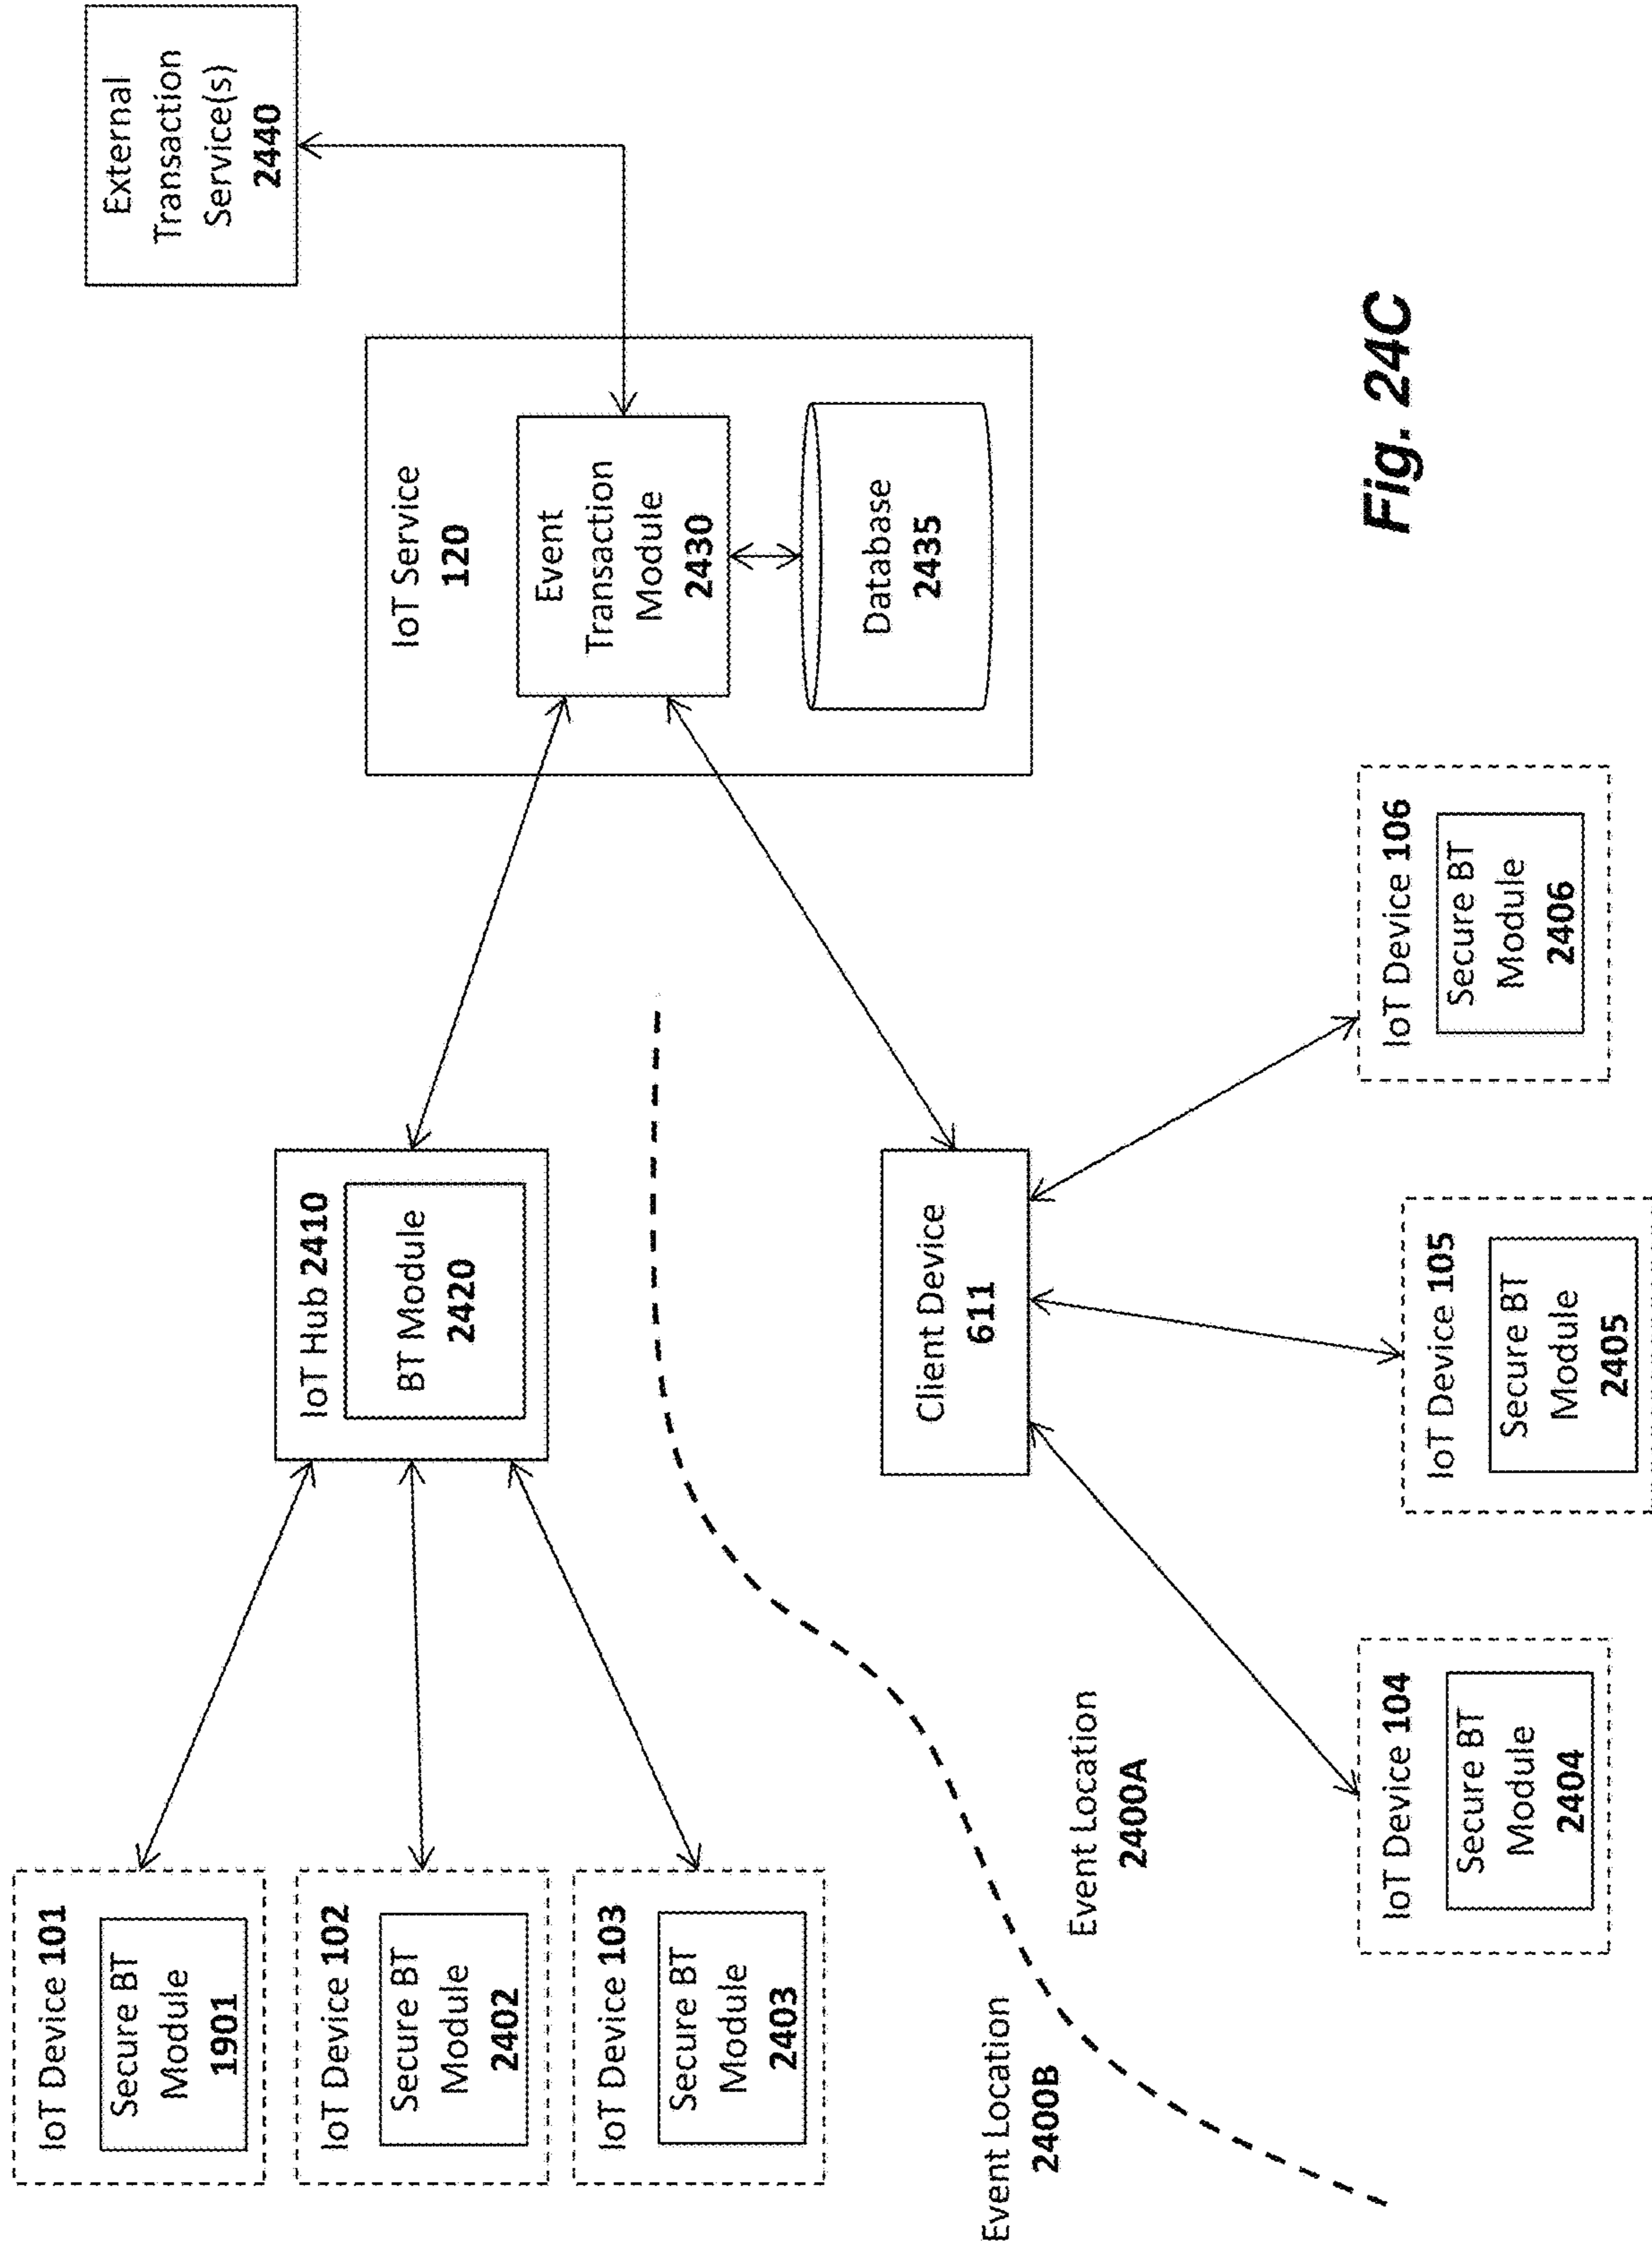 IoT Device 101
Secure BT
Module
1901
IoT Device 102
Secure BT
Module
2402
IoT Device 103
Secure BT
Module
2403
IoT Hub 2410
BT Module
2420
IoT Service
120
Event
Transaction
Module
2430
Database
2435
External
Transaction
Service(s)
2440
Event Location
2400B
Event Location
2400A
Client Device
611
IoT Device 104
Secure BT
Module
2404
IoT Device 105
Secure BT
Module
2405
IoT Device 106
Secure BT
Module
2406
Fig. 24C